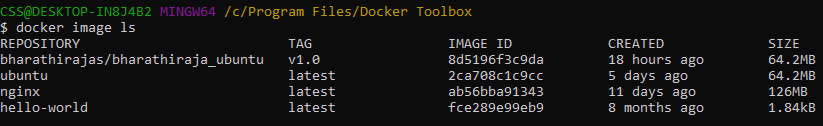 CSS@DESKTOP-IN8J4B2 MINGW64 /c/Program Files/Docker Toolbox
$ docker image ls
REPOSITORY TAG IMAGE ID CREATED SIZE
bharathirajas/bharathiraja_ubuntu v1.0 8d5196f3c9da 18 hours ago 64.2MB
ubuntu latest 2ca708c1c9cc 5 days ago 64.2MB
nginx latest ab56bba91343 11 days ago 126MB
hello-world latest fce289e99eb9 8 months ago 1.84kB